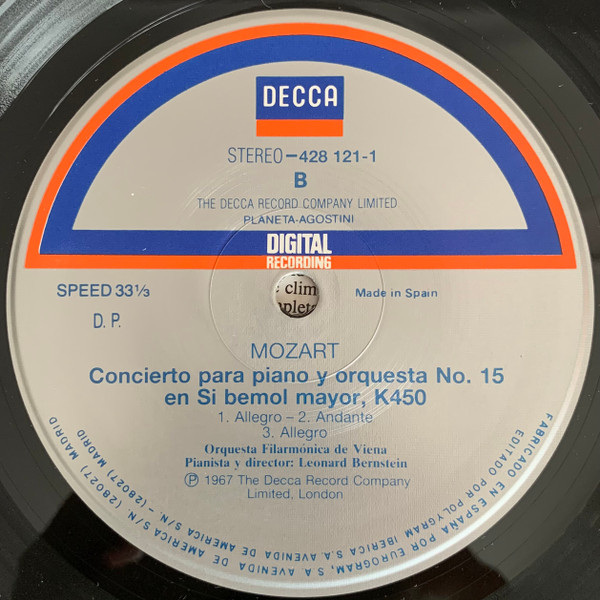 DECCA
STEREO–428 121-1
B
THE DECCA RECORD COMPANY LIMITED
PLANETA-AGOSTINI
DIGITAL
RECORDING
SPEED 33⅓
Made in Spain
D. P.
clim
plete
MOZART
Concierto para piano y orquesta No. 15
en Si bemol mayor, K450
1. Allegro – 2. Andante
3. Allegro
Orquesta Filarmónica de Viena
Pianista y director: Leonard Bernstein
Ⓟ 1967 The Decca Record Company
Limited, London
FABRICADO EN ESPAÑA POR EUROGRAM, S.A. AVENIDA DE AMERICA S/N. – (28027) MADRID
EDITADO POR POLYGRAM IBERICA S.A. AVENIDA DE AMERICA S/N. – (28027) MADRID